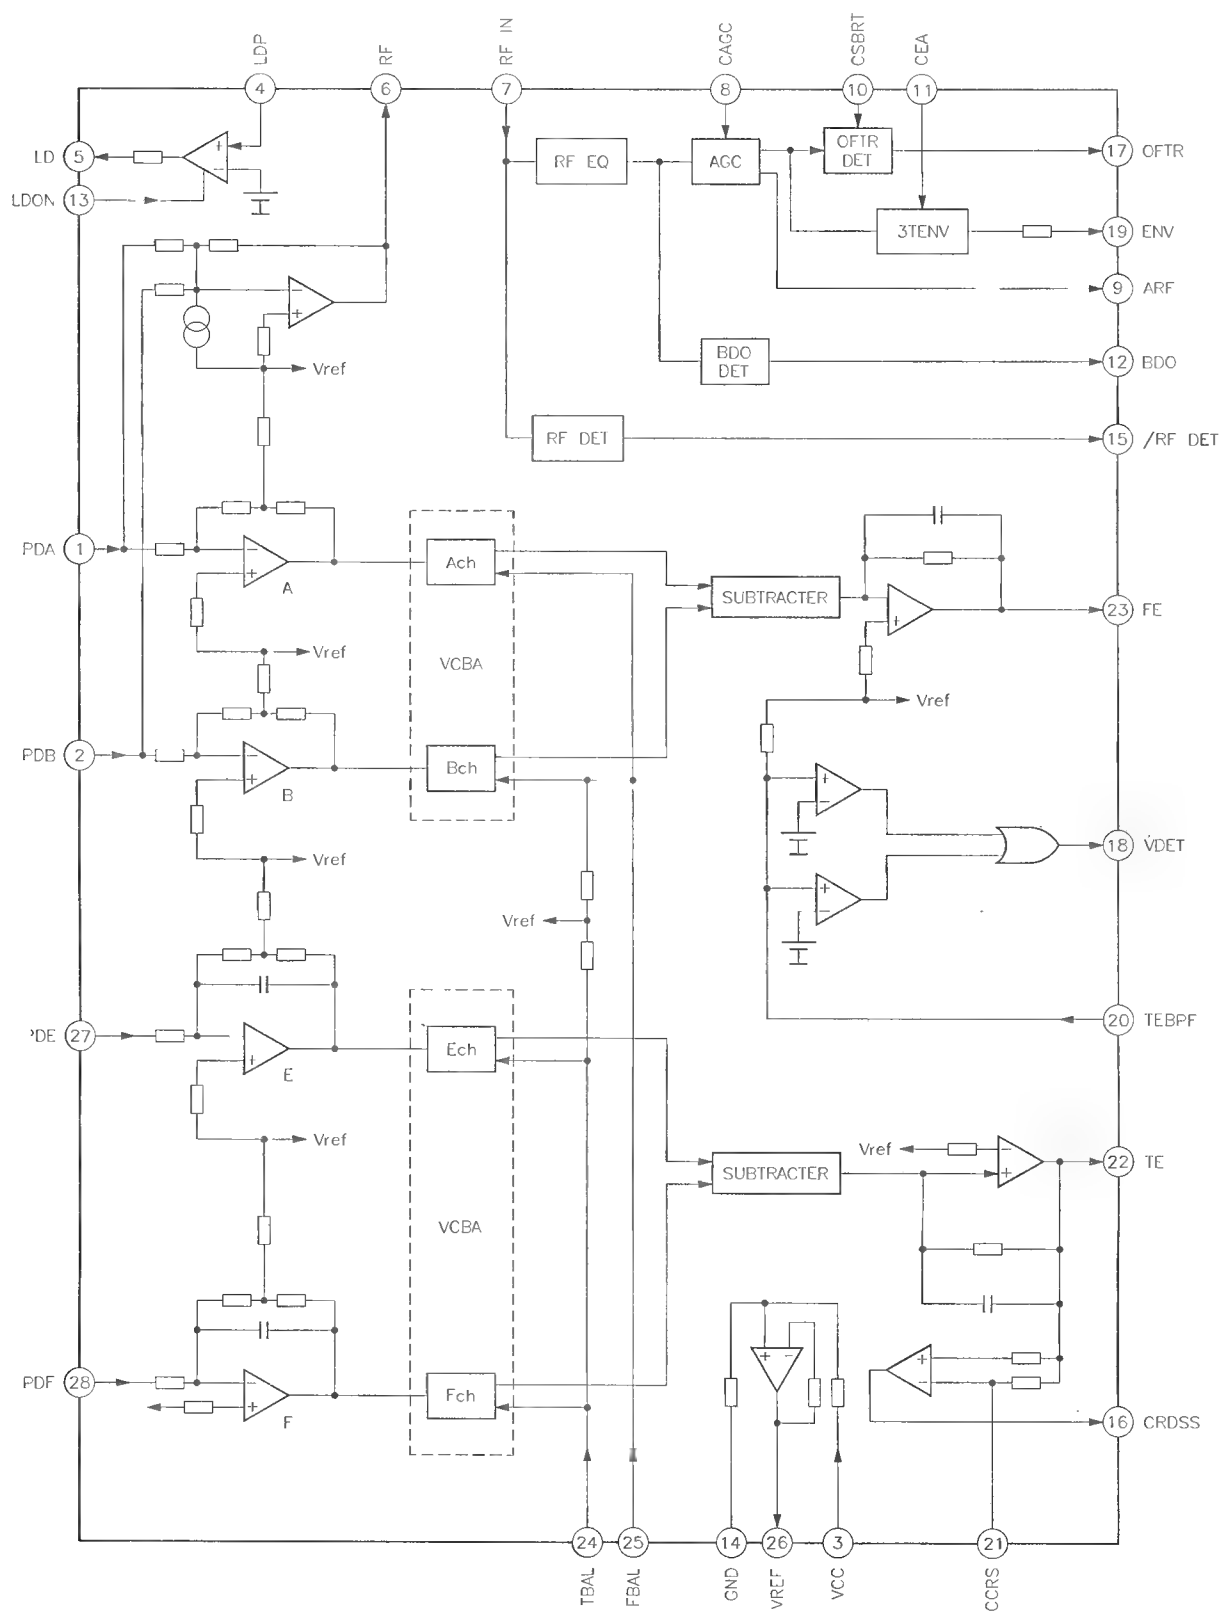 LDP
RF
RF IN
CAGC
CSBRT
CEA
4
6
7
8
10
11
LD 5
LDON 13
+
−
RF EQ
AGC
OFTR
DET
17 OFTR
3TENV
19 ENV
9 ARF
−
+
Vref
BDO
DET
12 BDO
RF DET
15 /RF DET
PDA 1
−
+
A
Ach
SUBTRACTER
+
23 FE
Vref
VCBA
Vref
PDB 2
−
+
B
Bch
+
−
Vref
18 VDET
+
−
Vref
'DE 27
+
E
Ech
20 TEBPF
Vref
Vref
−
+
22 TE
SUBTRACTER
VCBA
PDF 28
−
+
F
Fch
+
−
+
−
16 CRDSS
24
25
14
26
3
21
TBAL
FBAL
GND
VREF
VCC
CCRS